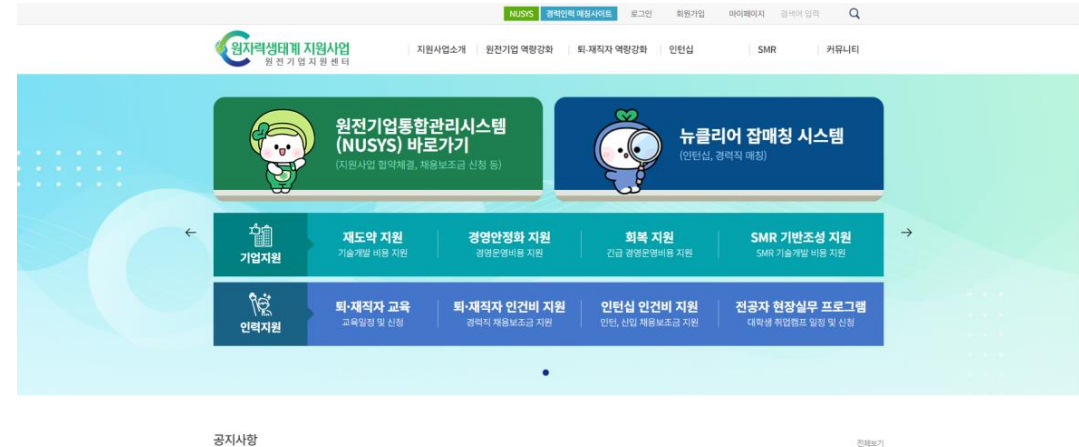 NUSYS 경력인력 매칭사이트 로그인 회원가입 마이페이지 검색어 입력
원자력생태계 지원사업
원전기업지원센터
지원사업소개 원전기업 역량강화 퇴·재직자 역량강화 인턴십 SMR 커뮤니티
원전기업통합관리시스템
(NUSYS) 바로가기
(지원사업 협약체결, 채용보조금 신청 등)
뉴클리어 잡매칭 시스템
(인턴십, 경력직 매칭)
기업지원
재도약 지원
기술개발 비용 지원
경영안정화 지원
경영운영비용 지원
회복 지원
긴급 경영운영비용 지원
SMR 기반조성 지원
SMR 기술개발 비용 지원
인력지원
퇴·재직자 교육
교육일정 및 신청
퇴·재직자 인건비 지원
경력직 채용보조금 지원
인턴십 인건비 지원
인턴, 신입 채용보조금 지원
전공자 현장실무 프로그램
대학생 취업캠프 일정 및 신청
공지사항
전체보기